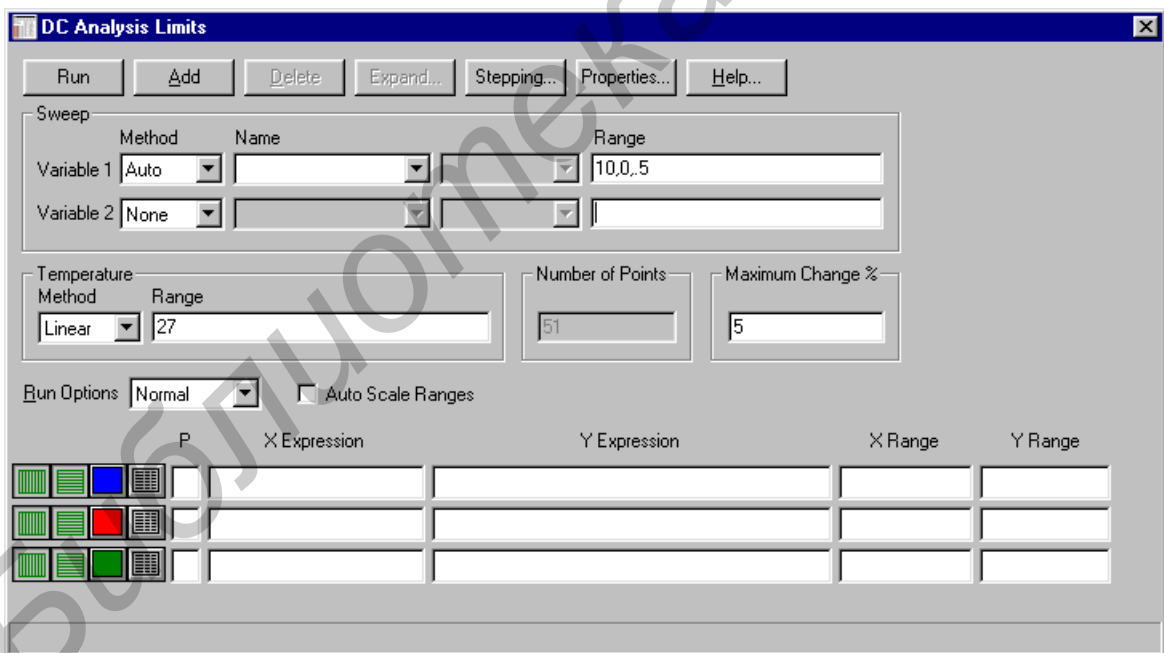 DC Analysis Limits
Run Add Delete Expand... Stepping... Properties... Help...
Sweep
Method Name Range
Variable 1 Auto 10,0,.5
Variable 2 None
Temperature Number of Points Maximum Change %
Method Range
Linear 27 51 5
Run Options Normal Auto Scale Ranges
P X Expression Y Expression X Range Y Range
Библиотека